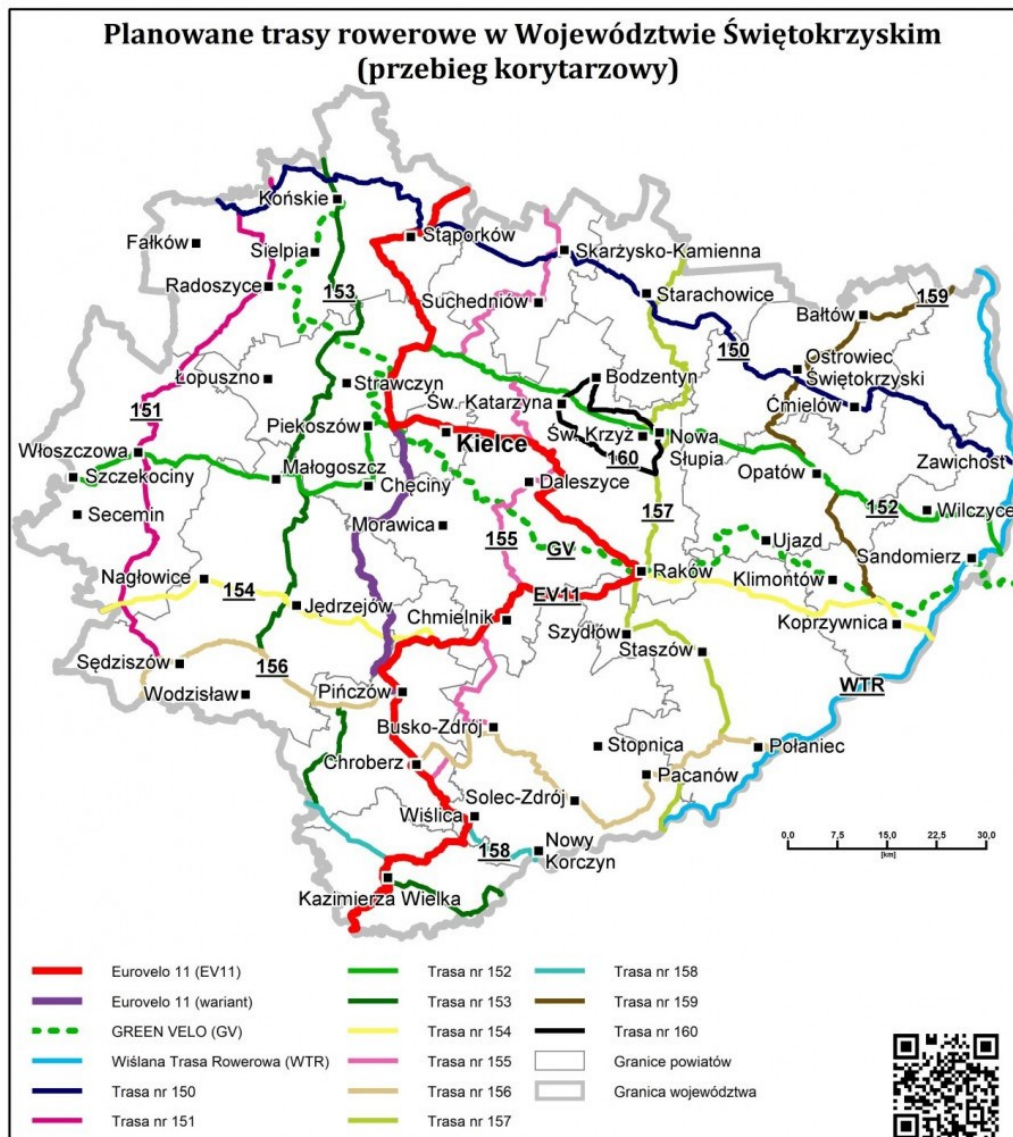 Planowane trasy rowerowe w Województwie Świętokrzyskim
(przebieg korytarzowy)
Końskie
Fałków
Sielpia
Stąporków
Skarżysko-Kamienna
Radoszyce
153
Suchedniów
Starachowice
Bałtów
159
150
Łopuszno
Strawczyn
Bodzentyn
Ostrowiec
Świętokrzyski
151
Św. Katarzyna
Ćmielów
Piekoszów
Kielce
Św. Krzyż
Nowa
Słupia
Włoszczowa
160
Zawichost
Szczekociny
Małogoszcz
Chęciny
Daleszyce
Opatów
Secemin
Morawica
157
152
Wilczyce
155
GV
Ujazd
Sandomierz
Nagłowice
154
Raków
Klimontów
Jędrzejów
EV11
Chmielnik
Szydłów
Koprzywnica
Staszów
Sędziszów
156
Wodzisław
Pińczów
WTR
Busko-Zdrój
Stopnica
Połaniec
Chroberz
Pacanów
Solec-Zdrój
Wiślica
158
Nowy
Korczyn
0,0 7,5 15,0 22,5 30,0
[km]
Kazimierza Wielka
Eurovelo 11 (EV11)
Eurovelo 11 (wariant)
GREEN VELO (GV)
Wiślana Trasa Rowerowa (WTR)
Trasa nr 150
Trasa nr 151
Trasa nr 152
Trasa nr 153
Trasa nr 154
Trasa nr 155
Trasa nr 156
Trasa nr 157
Trasa nr 158
Trasa nr 159
Trasa nr 160
Granice powiatów
Granica województwa